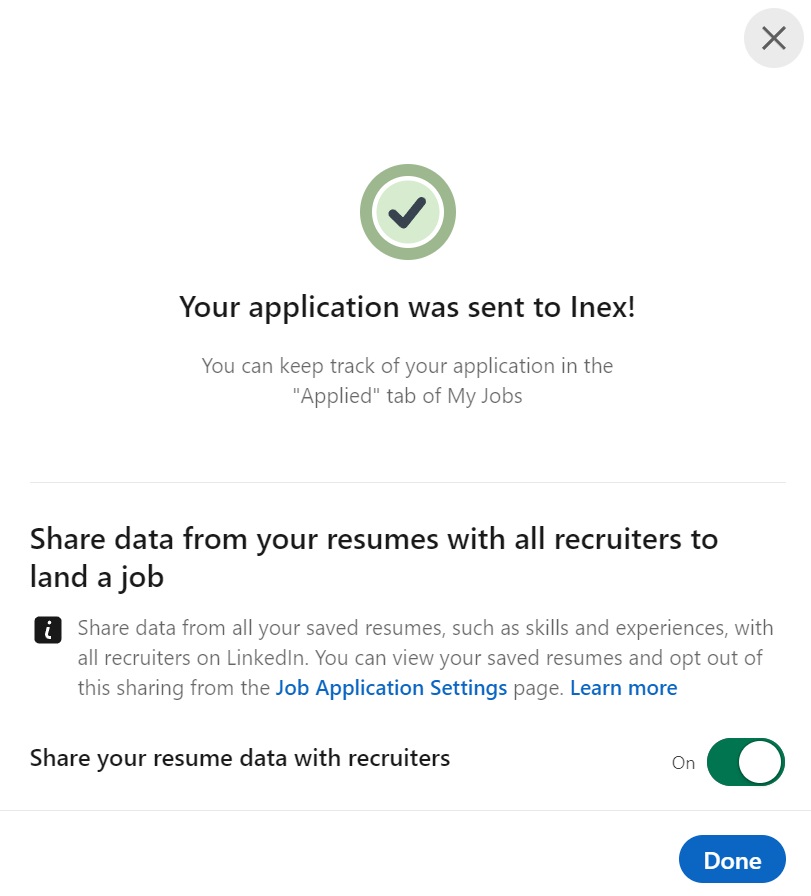 Your application was sent to Inex!
You can keep track of your application in the
"Applied" tab of My Jobs
Share data from your resumes with all recruiters to
land a job
i Share data from all your saved resumes, such as skills and experiences, with
all recruiters on LinkedIn. You can view your saved resumes and opt out of
this sharing from the Job Application Settings page. Learn more
Share your resume data with recruiters
On
Done